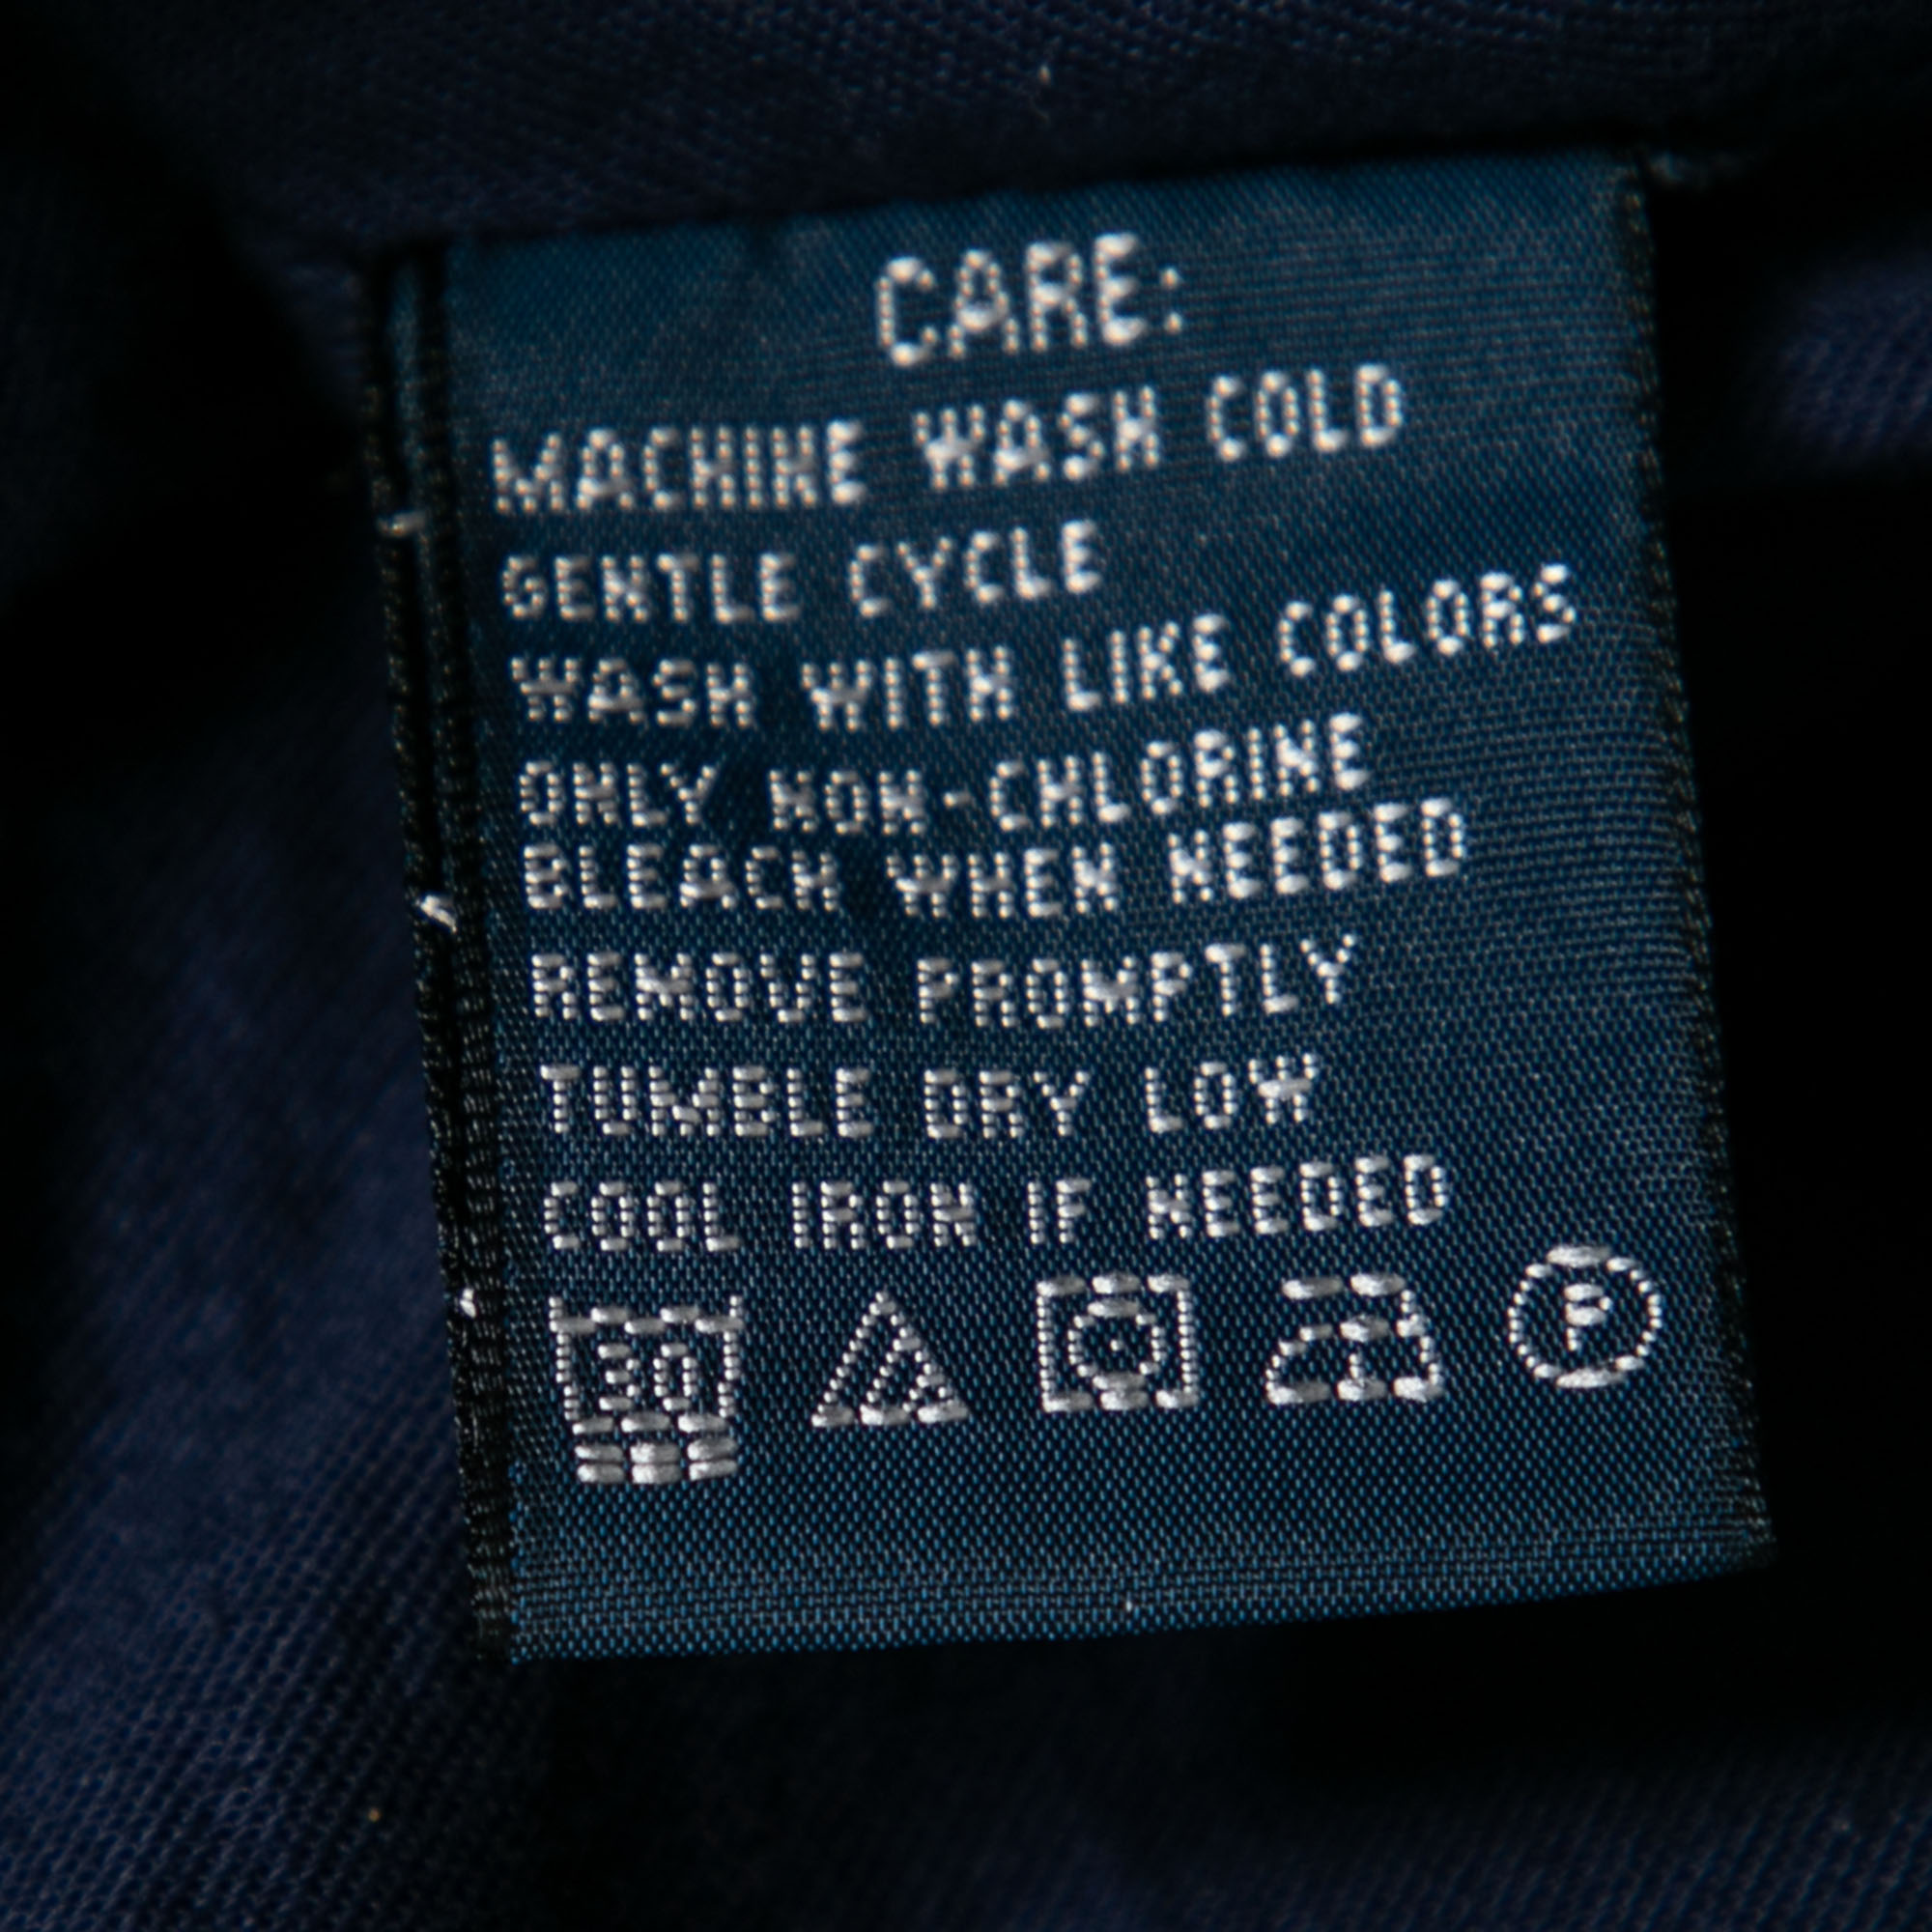 CARE:
MACHINE WASH COLD
GENTLE CYCLE
WASH WITH LIKE COLORS
ONLY NON-CHLORINE
BLEACH WHEN NEEDED
REMOVE PROMPTLY
TUMBLE DRY LOW
COOL IRON IF NEEDED
30 P